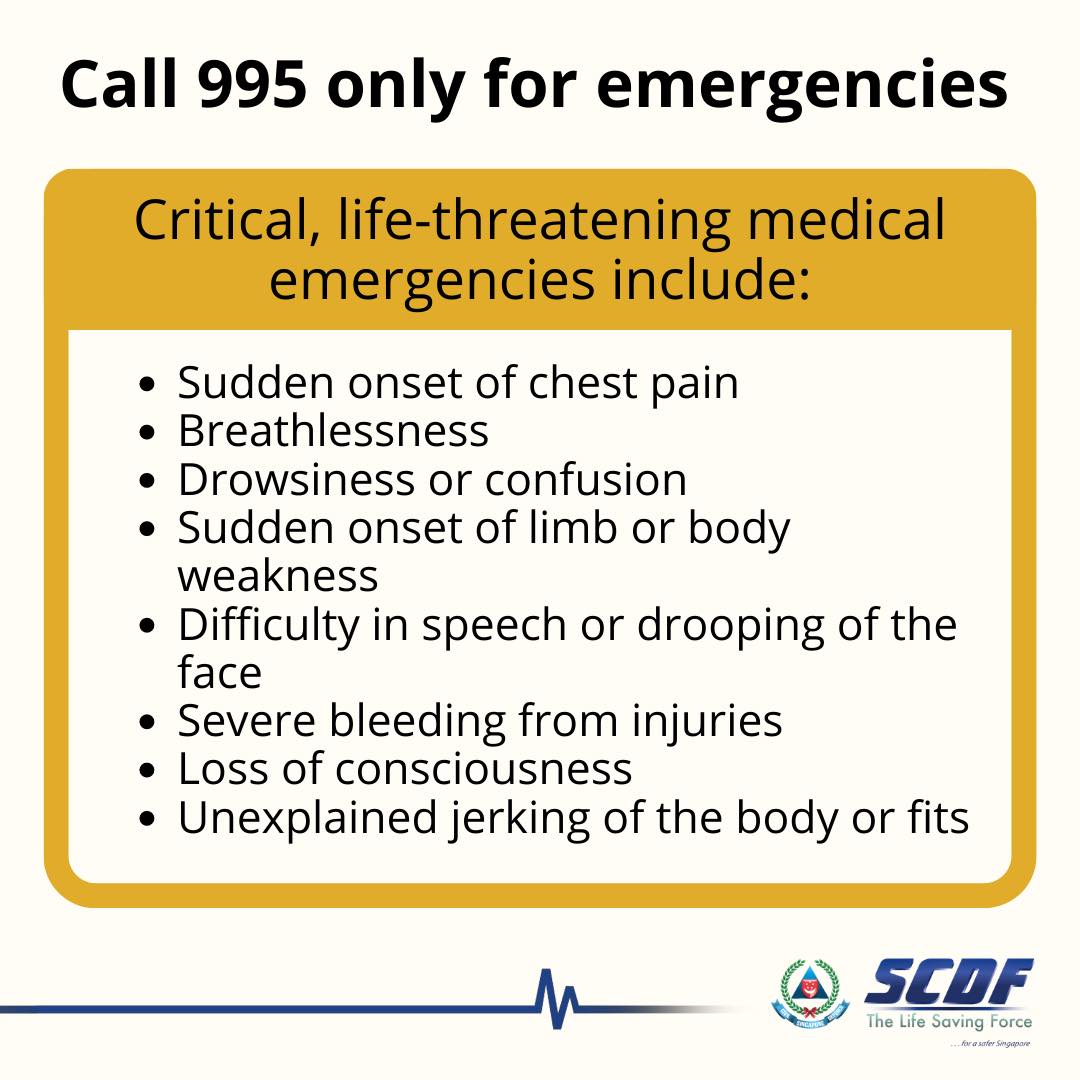 Call 995 only for emergencies
Critical, life-threatening medical
emergencies include:
• Sudden onset of chest pain
• Breathlessness
• Drowsiness or confusion
• Sudden onset of limb or body
weakness
• Difficulty in speech or drooping of the
face
• Severe bleeding from injuries
• Loss of consciousness
• Unexplained jerking of the body or fits
SCDF
The Life Saving Force
...for a safer Singapore
SINGAPORE